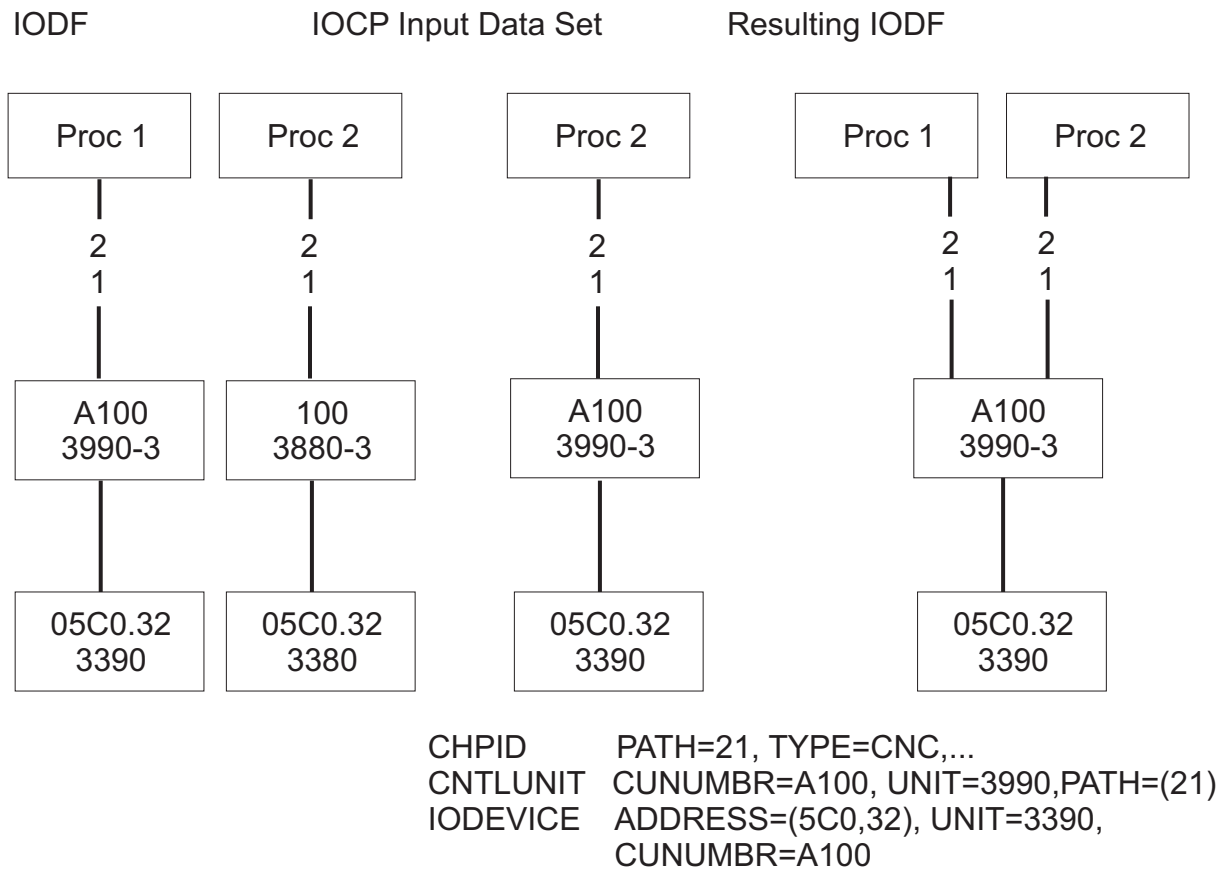 IODF IOCP Input Data Set Resulting IODF
Proc 1 Proc 2 Proc 2 Proc 1 Proc 2
2 2 2 2 2
1 1 1 1 1
A100 100 A100 A100
3990-3 3880-3 3990-3 3990-3
05C0.32 05C0.32 05C0.32 05C0.32
3390 3380 3390 3390
CHPID PATH=21, TYPE=CNC,...
CNTLUNIT CUNUMBR=A100, UNIT=3990,PATH=(21)
IODEVICE ADDRESS=(5C0,32), UNIT=3390,
CUNUMBR=A100